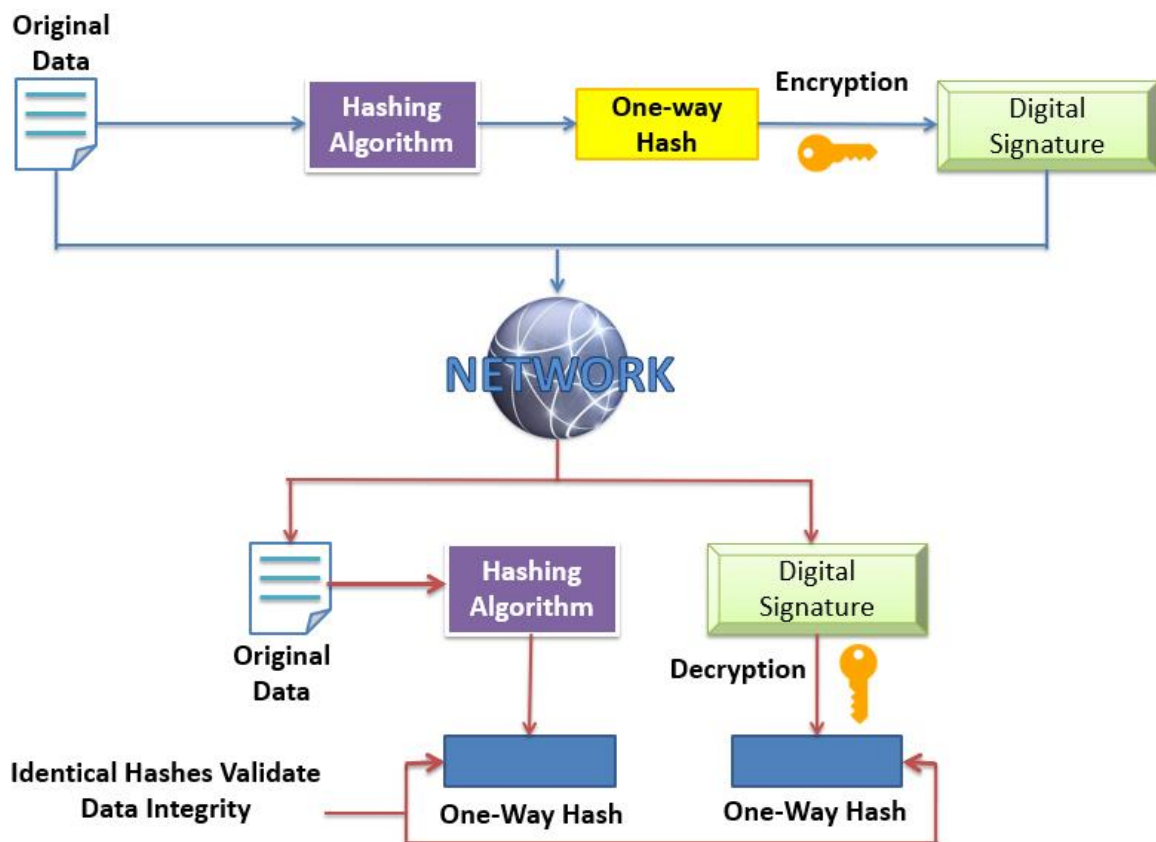 Original
Data
Hashing
Algorithm
One-way
Hash
Encryption
Digital
Signature
NETWORK
Original
Data
Hashing
Algorithm
Digital
Signature
Decryption
Identical Hashes Validate
Data Integrity
One-Way Hash
One-Way Hash